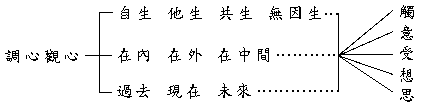 調心觀心
自生 他生 共生 無因生
在內 在外 在中間
過去 現在 未來
觸
意
受
想
思